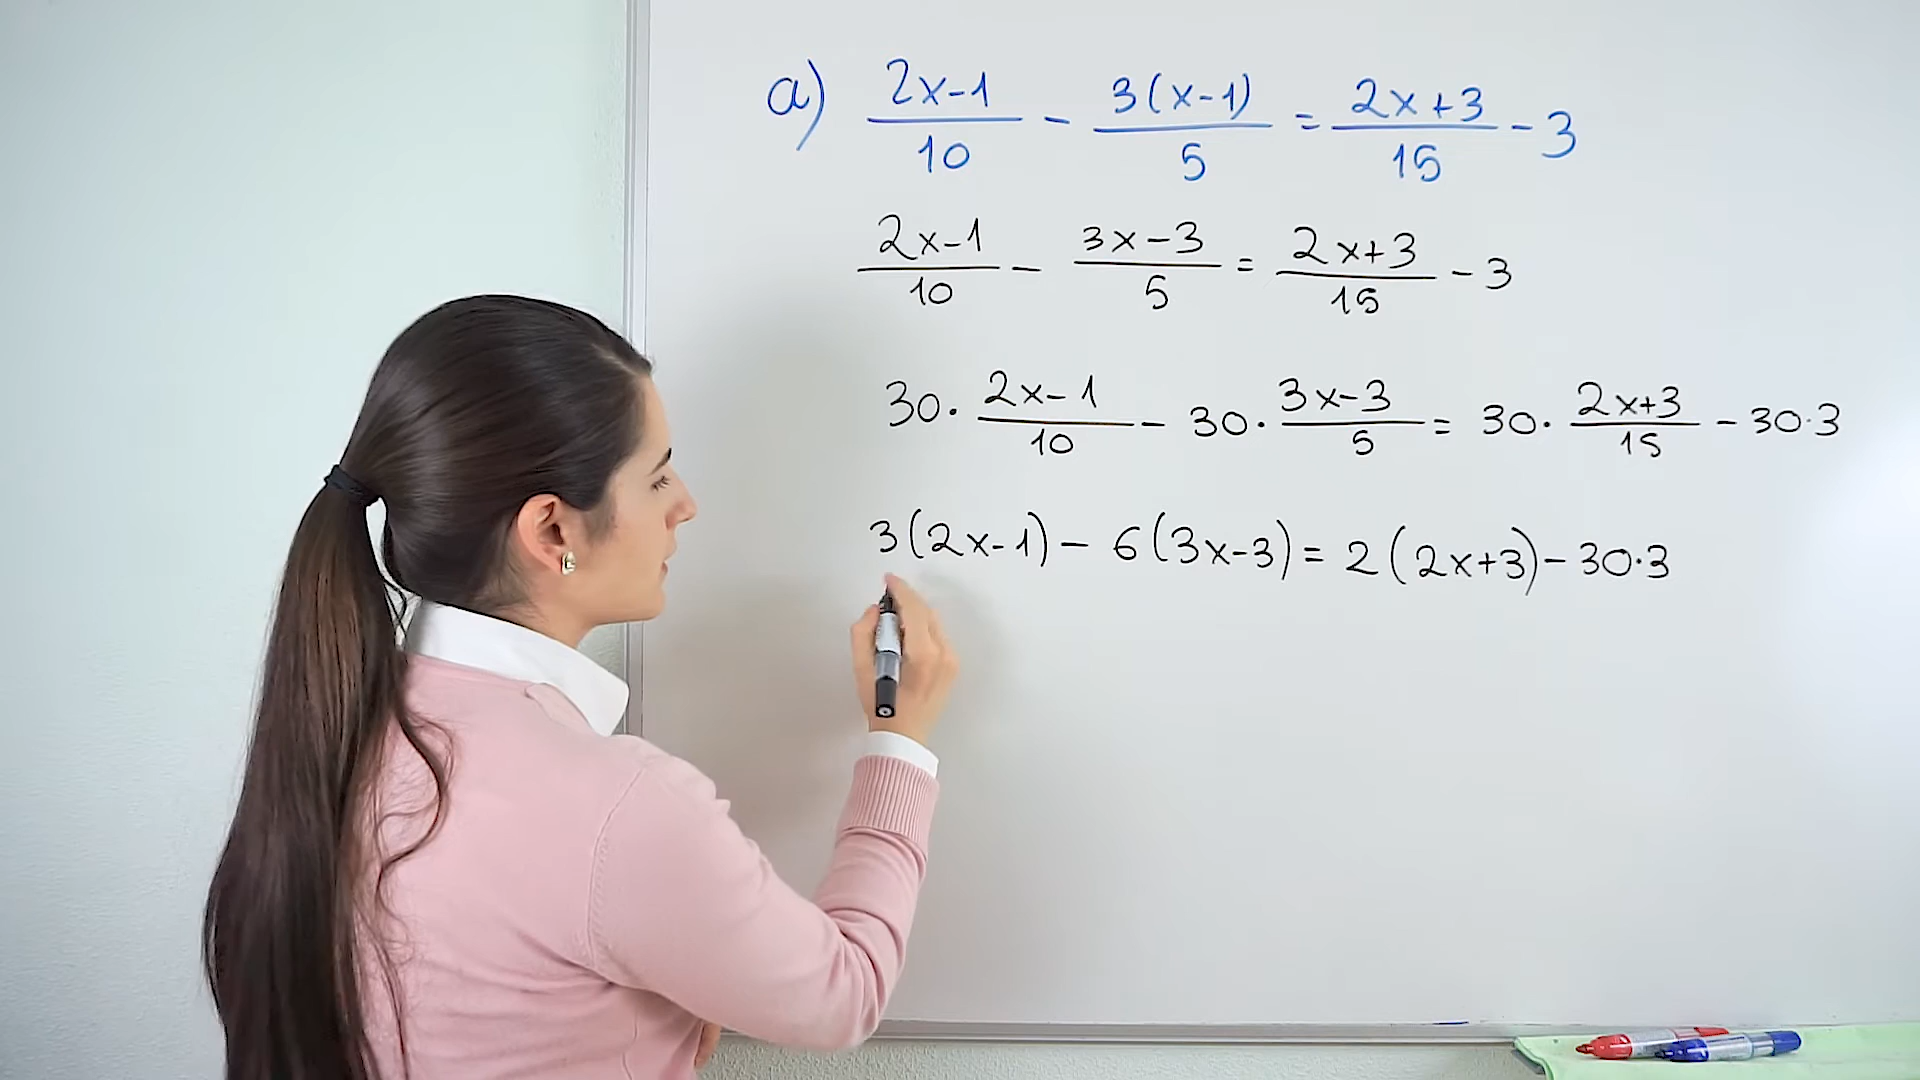 a) (2x-1)/10 - 3(x-1)/5 = (2x+3)/15 - 3
(2x-1)/10 - (3x-3)/5 = (2x+3)/15 - 3
30·(2x-1)/10 - 30·(3x-3)/5 = 30·(2x+3)/15 - 30·3
3(2x-1) - 6(3x-3) = 2(2x+3) - 30·3